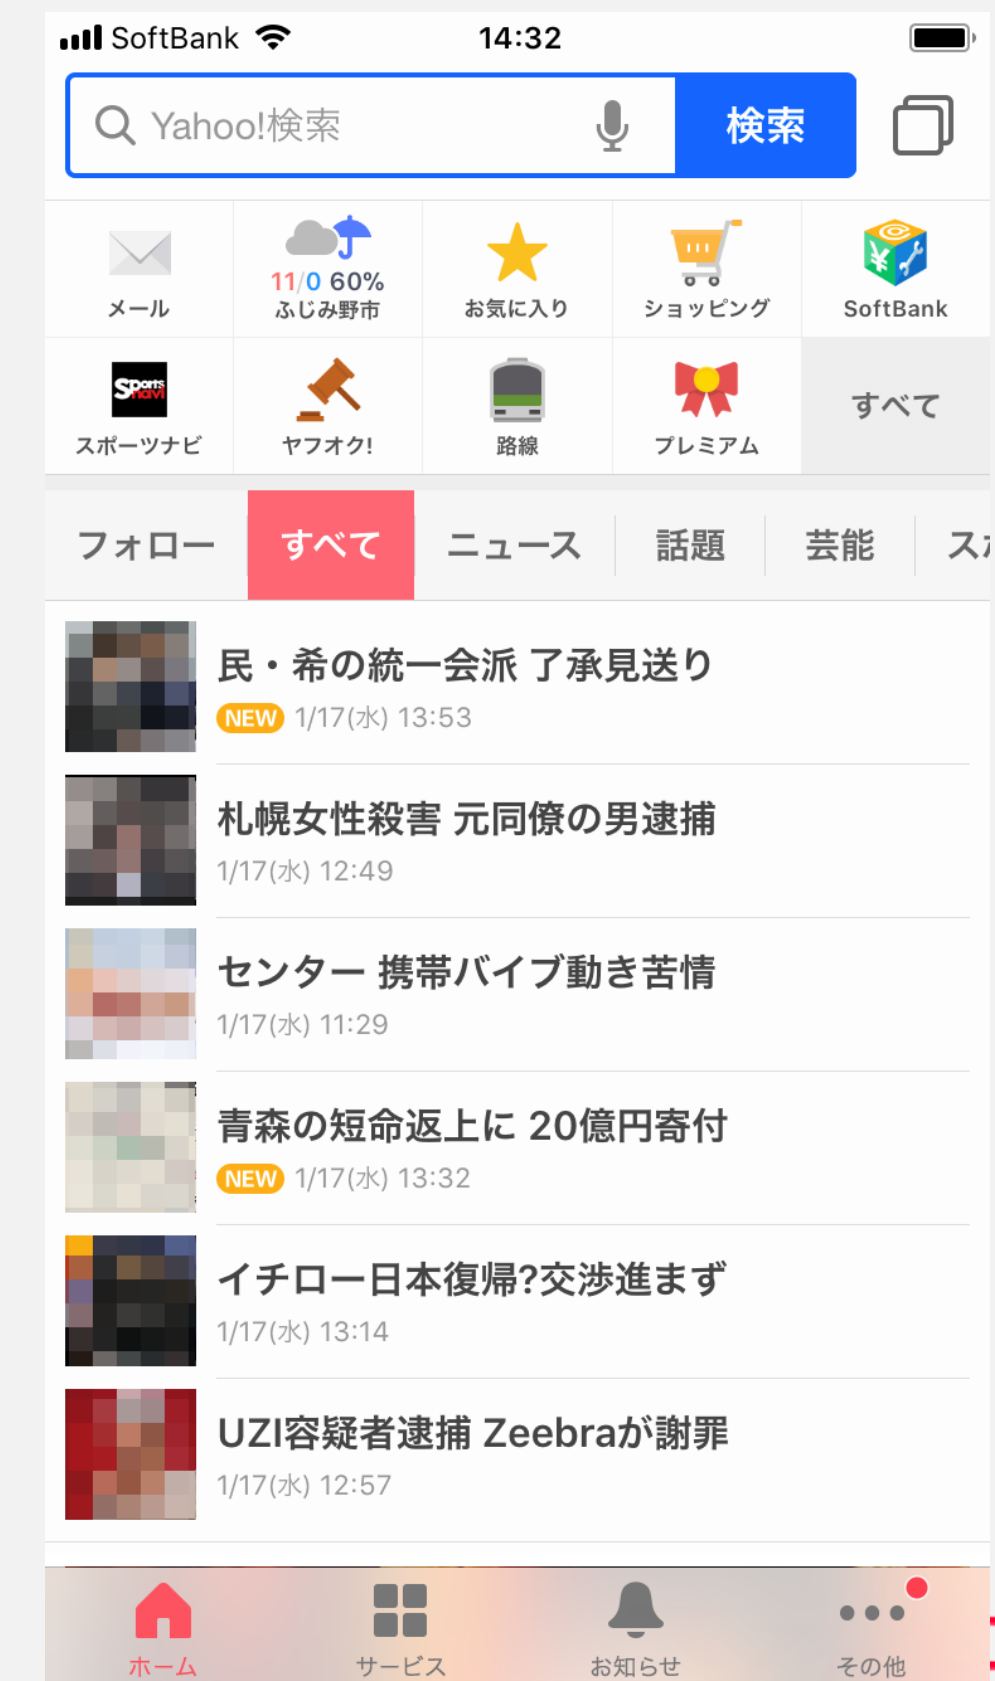 SoftBank 14:32
Yahoo!検索 検索
11/0 60%
メール ふじみ野市 お気に入り ショッピング SoftBank
Sports navi
スポーツナビ ヤフオク! 路線 プレミアム すべて
フォロー すべて ニュース 話題 芸能 スポ
民・希の統一会派 了承見送り
NEW 1/17(水) 13:53
札幌女性殺害 元同僚の男逮捕
1/17(水) 12:49
センター 携帯バイブ動き苦情
1/17(水) 11:29
青森の短命返上に 20億円寄付
NEW 1/17(水) 13:32
イチロー日本復帰?交渉進まず
1/17(水) 13:14
UZI容疑者逮捕 Zeebraが謝罪
1/17(水) 12:57
ホーム サービス お知らせ その他